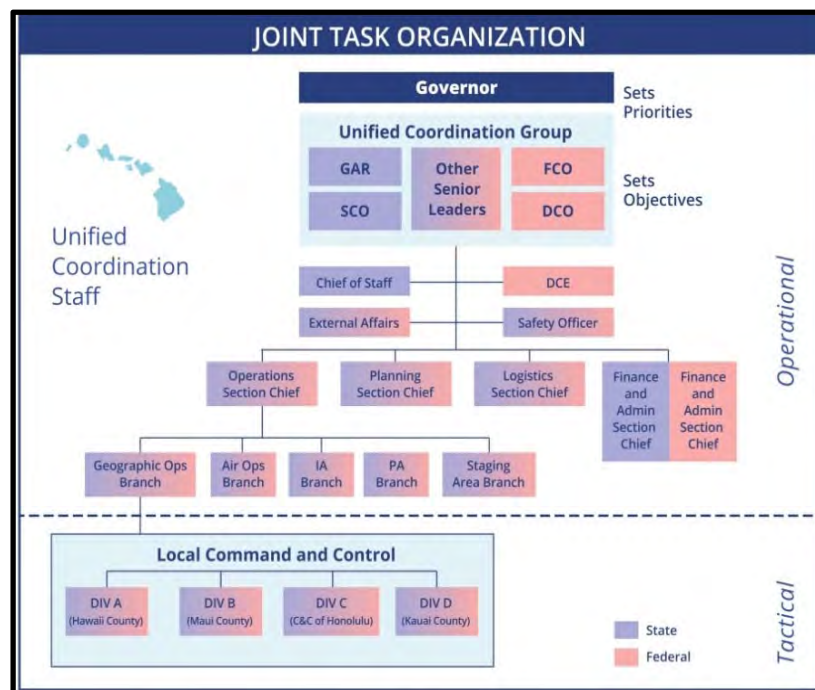 JOINT TASK ORGANIZATION
Governor
Sets
Priorities
Unified Coordination Group
GAR
Other
Senior
Leaders
FCO
SCO
DCO
Sets
Objectives
Unified
Coordination
Staff
Chief of Staff
DCE
External Affairs
Safety Officer
Operations
Section Chief
Planning
Section Chief
Logistics
Section Chief
Finance
and
Admin
Section
Chief
Finance
and
Admin
Section
Chief
Operational
Geographic Ops
Branch
Air Ops
Branch
IA
Branch
PA
Branch
Staging
Area Branch
Local Command and Control
DIV A
(Hawaii County)
DIV B
(Maui County)
DIV C
(C&C of Honolulu)
DIV D
(Kauai County)
State
Federal
Tactical